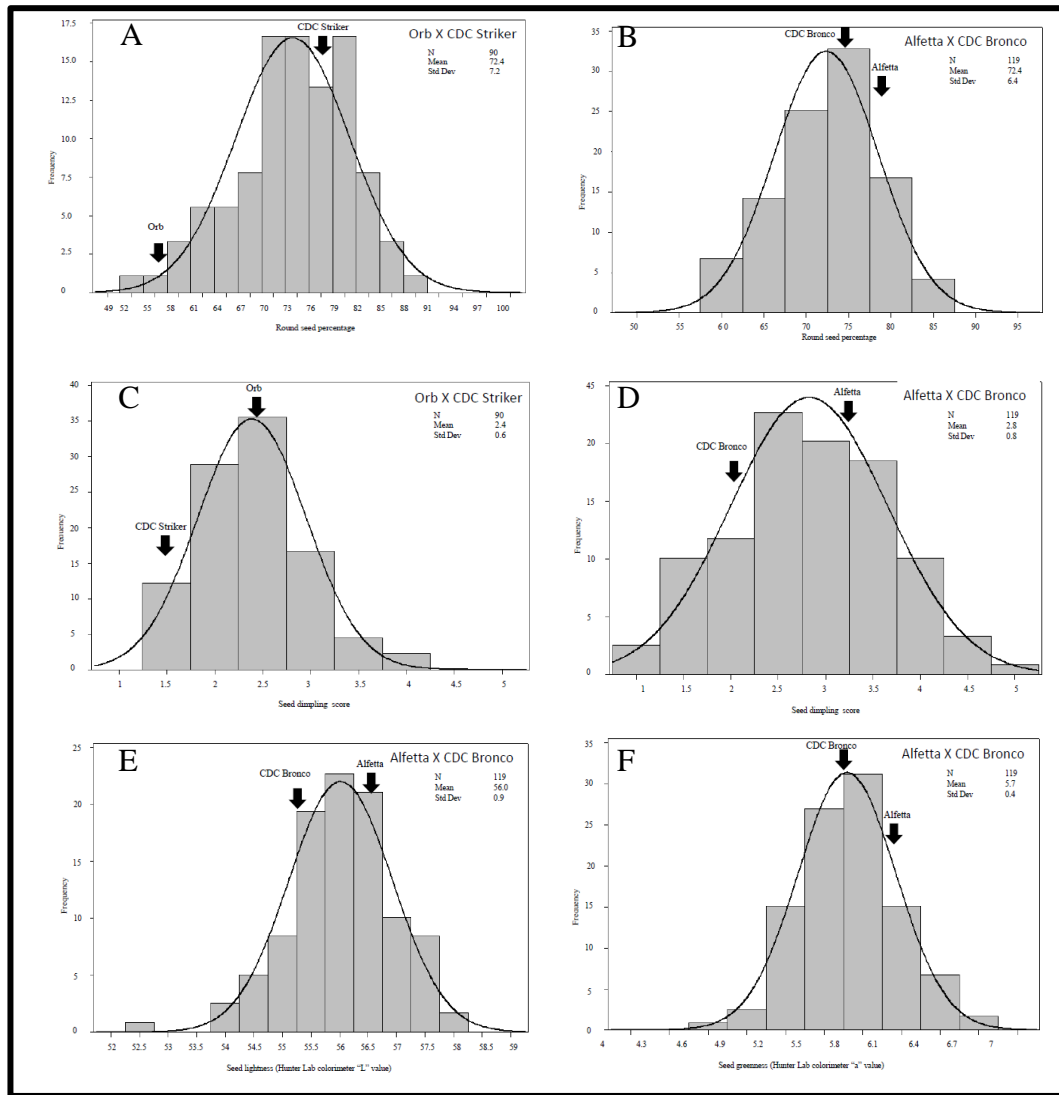 A
CDC Striker
Orb X CDC Striker
N 90
Mean 72.4
Std Dev 7.2
Orb
Frequency
17.5
15.0
12.5
10.0
7.5
5.0
2.5
0
49 52 55 58 61 64 66 70 73 76 80 82 85 87 91 94 97 100
Round seed percentage
B
CDC Bronco
Alfetta X CDC Bronco
N 119
Mean 72.4
Std Dev 6.4
Alfetta
Frequency
35
30
25
20
15
10
5
0
50 55 60 65 70 75 80 85 90 95
Round seed percentage
C
Orb
Orb X CDC Striker
N 90
Mean 2.4
Std Dev 0.6
CDC Striker
Frequency
40
35
30
25
20
15
10
5
0
1 1.5 2 2.5 3 3.5 4 4.5 5
Seed dimpling score
D
Alfetta
Alfetta X CDC Bronco
N 119
Mean 2.8
Std Dev 0.8
CDC Bronco
Frequency
45
20
15
10
5
0
1 1.5 2 2.5 3 3.5 4 4.5 5
Seed dimpling score
E
CDC Bronco
Alfetta
Alfetta X CDC Bronco
N 119
Mean 56.0
Std Dev 0.9
Frequency
25
20
15
10
5
0
52 52.5 53 53.5 54 54.5 55 55.5 56 56.5 57 57.5 58 58.5 59
Seed lightness (Hunter Lab colorimeter “L” value)
F
CDC Bronco
Alfetta X CDC Bronco
N 119
Mean 5.7
Std Dev 0.4
Alfetta
Frequency
35
30
25
20
15
10
5
0
4 4.3 4.6 4.9 5.2 5.5 5.8 6.1 6.4 6.7 7
Seed greenness (Hunter Lab colorimeter “a” value)